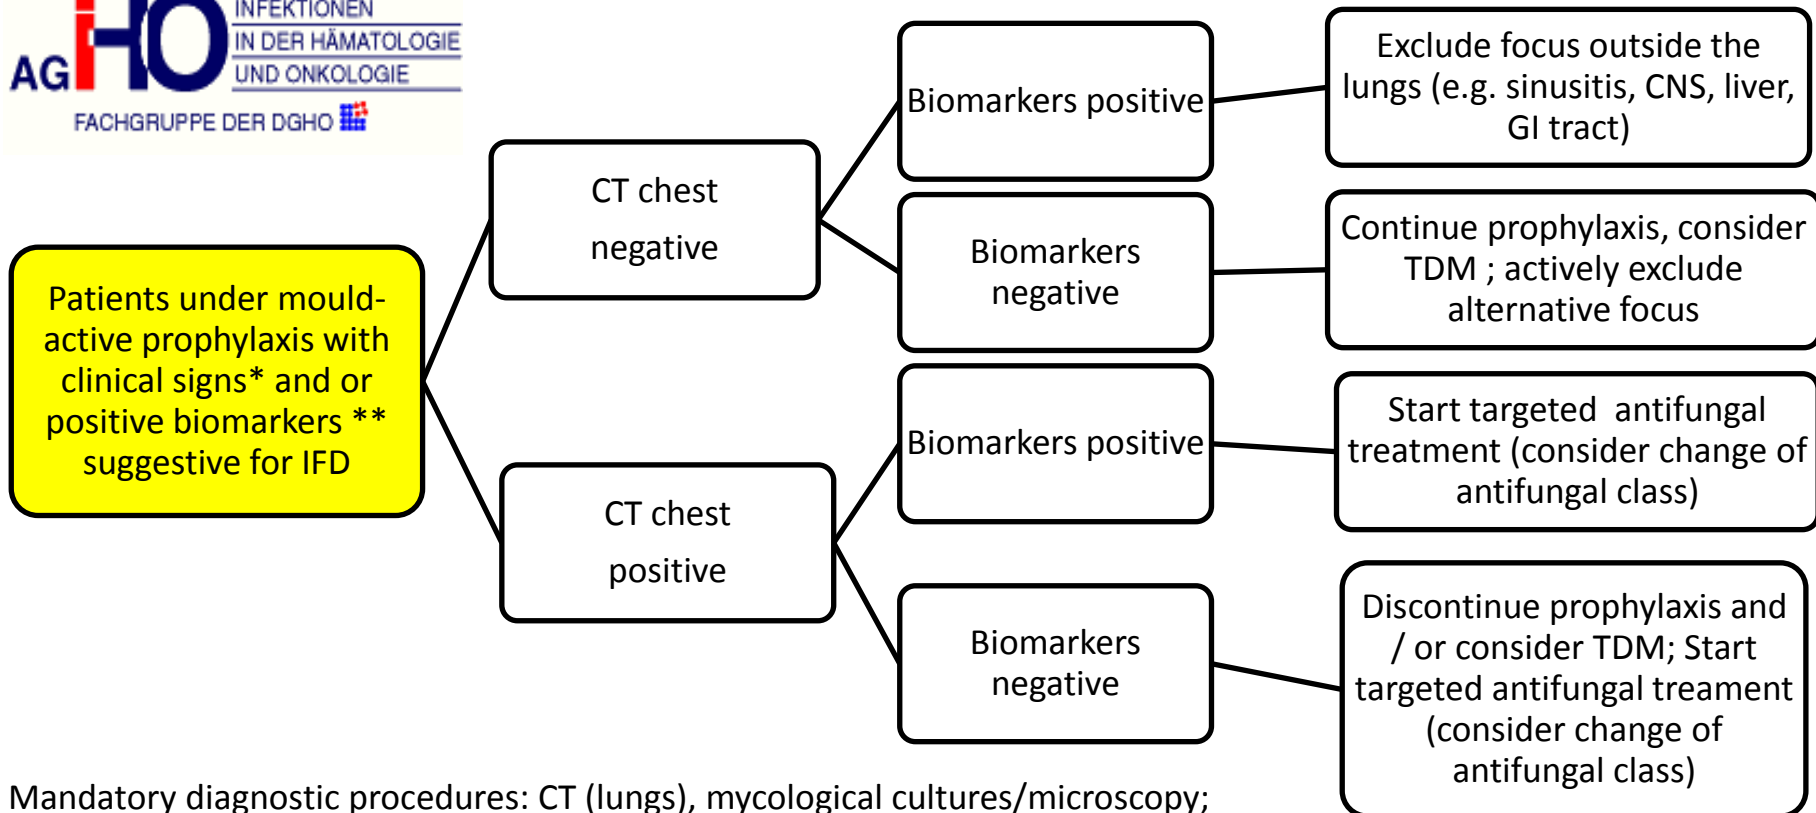 INFEKTIONEN
IN DER HÄMATOLOGIE
UND ONKOLOGIE
AG iHO
FACHGRUPPE DER DGHO
Patients under mould-
active prophylaxis with
clinical signs* and or
positive biomarkers **
suggestive for IFD
CT chest
negative
Biomarkers positive
Exclude focus outside the
lungs (e.g. sinusitis, CNS, liver,
GI tract)
Biomarkers
negative
Continue prophylaxis, consider
TDM ; actively exclude
alternative focus
CT chest
positive
Biomarkers positive
Start targeted antifungal
treatment (consider change of
antifungal class)
Biomarkers
negative
Discontinue prophylaxis and
/ or consider TDM; Start
targeted antifungal treament
(consider change of
antifungal class)
Mandatory diagnostic procedures: CT (lungs), mycological cultures/microscopy;